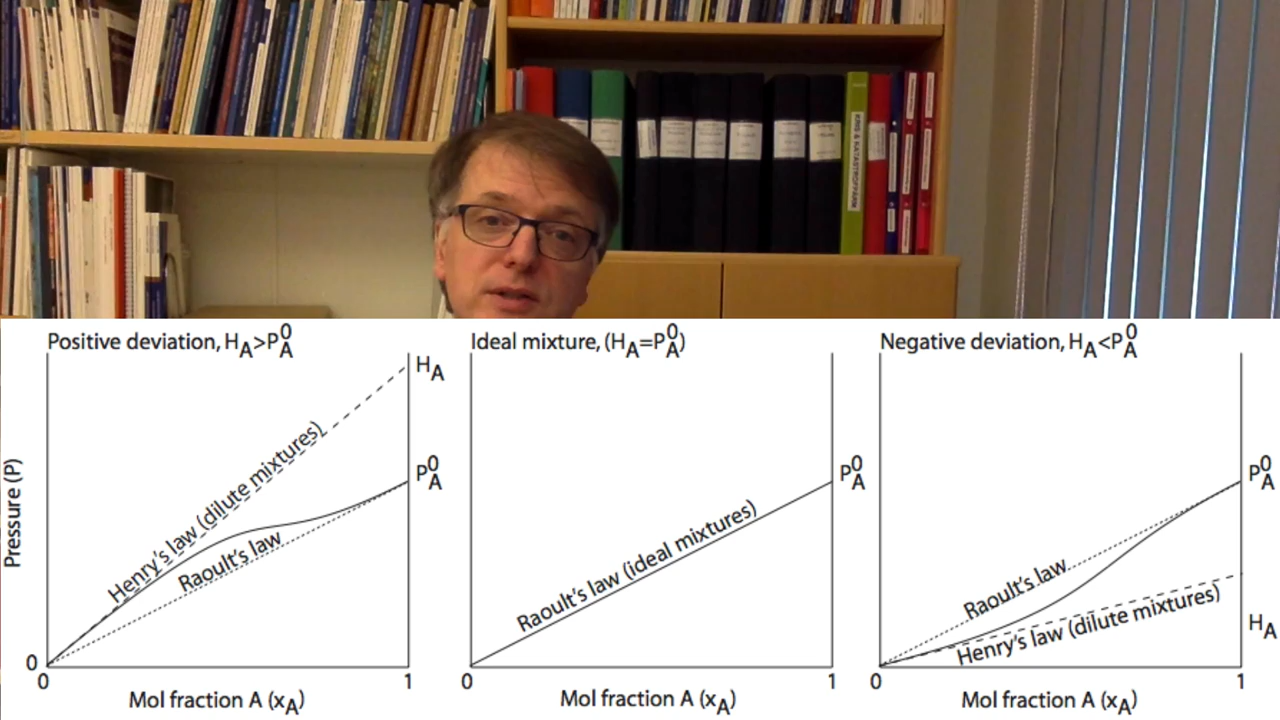 KRIG & KATASTROFFARM
Positive deviation, H_A>P_A^0
Ideal mixture, (H_A=P_A^0)
Negative deviation, H_A<P_A^0
Pressure (P)
H_A
P_A^0
Henry's law (dilute mixtures)
Raoult's law
0
0
1
Mol fraction A (x_A)
P_A^0
Raoult's law (ideal mixtures)
0
1
Mol fraction A (x_A)
P_A^0
Raoult's law
Henry's law (dilute mixtures)
H_A
0
1
Mol fraction A (x_A)